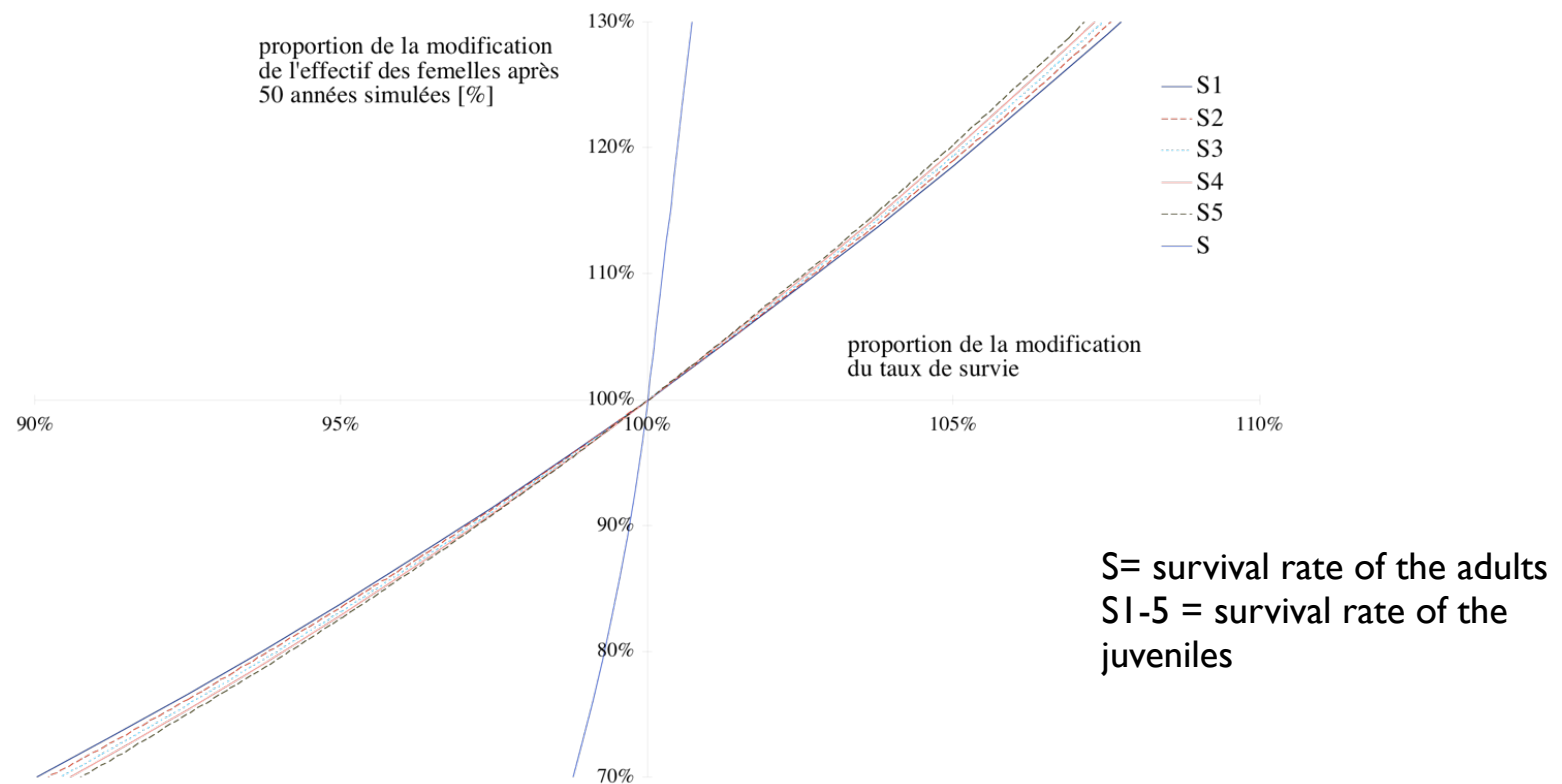 130%
proportion de la modification
de l'effectif des femelles après
50 années simulées [%]
S1
S2
120%
S3
S4
S5
S
110%
proportion de la modification
du taux de survie
100%
90%
95%
100%
105%
110%
90%
S= survival rate of the adults
S1-5 = survival rate of the
juveniles
80%
70%